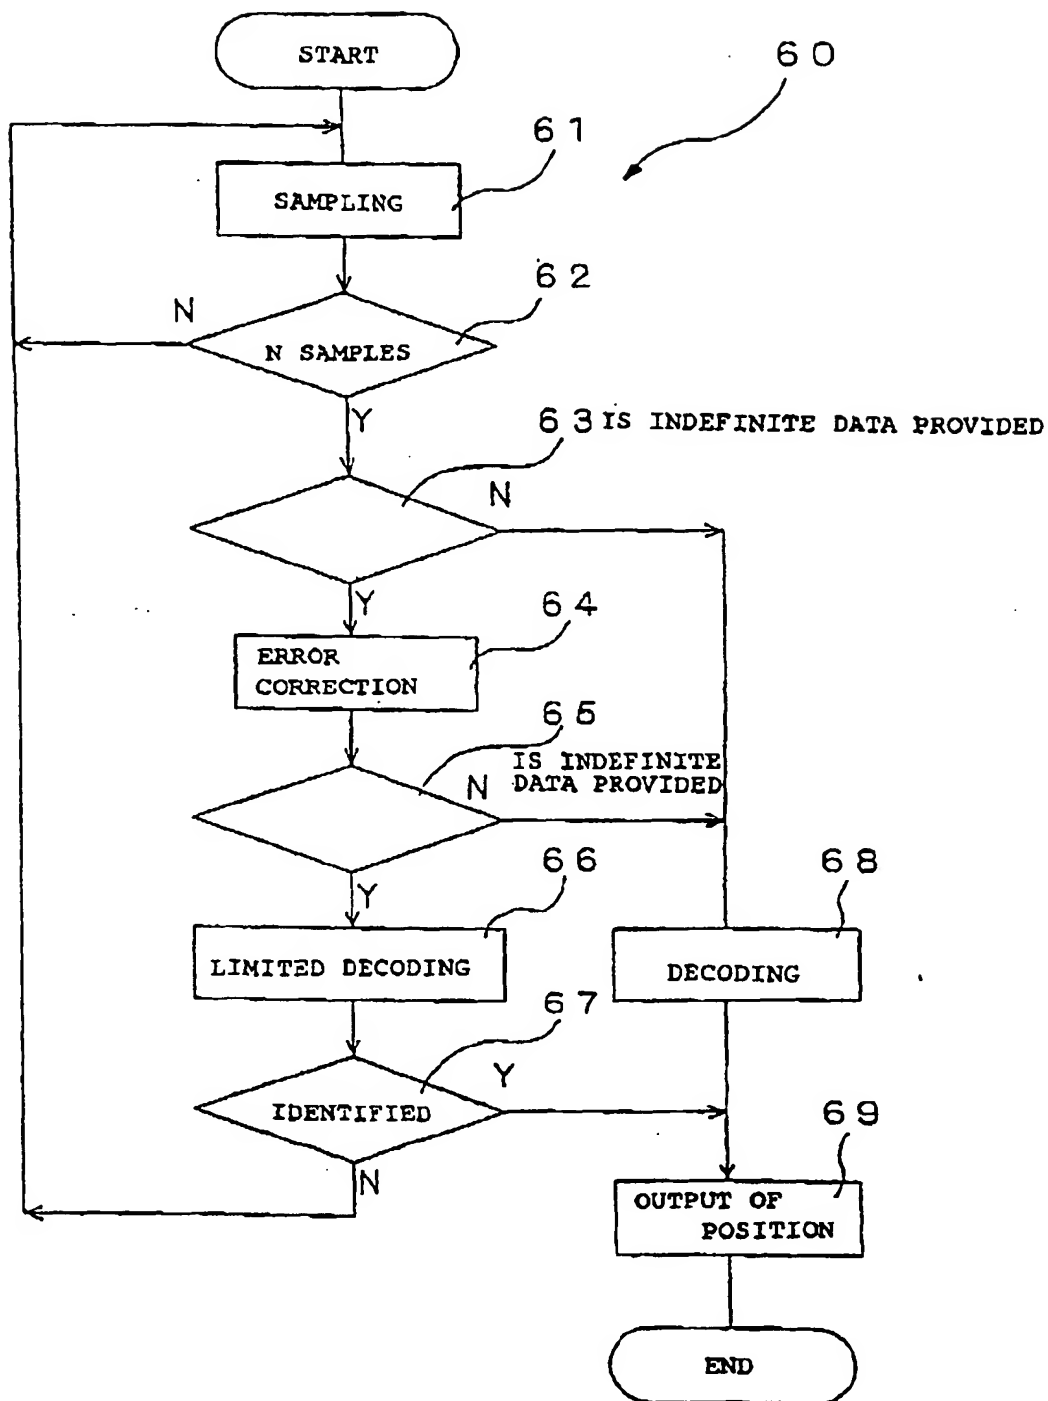 START
60
61
SAMPLING
62
N
N SAMPLES
Y
63 IS INDEFINITE DATA PROVIDED
N
Y
64
ERROR
CORRECTION
65
IS INDEFINITE
DATA PROVIDED
N
66
68
Y
LIMITED DECODING
DECODING
67
Y
IDENTIFIED
69
N
OUTPUT OF
POSITION
END